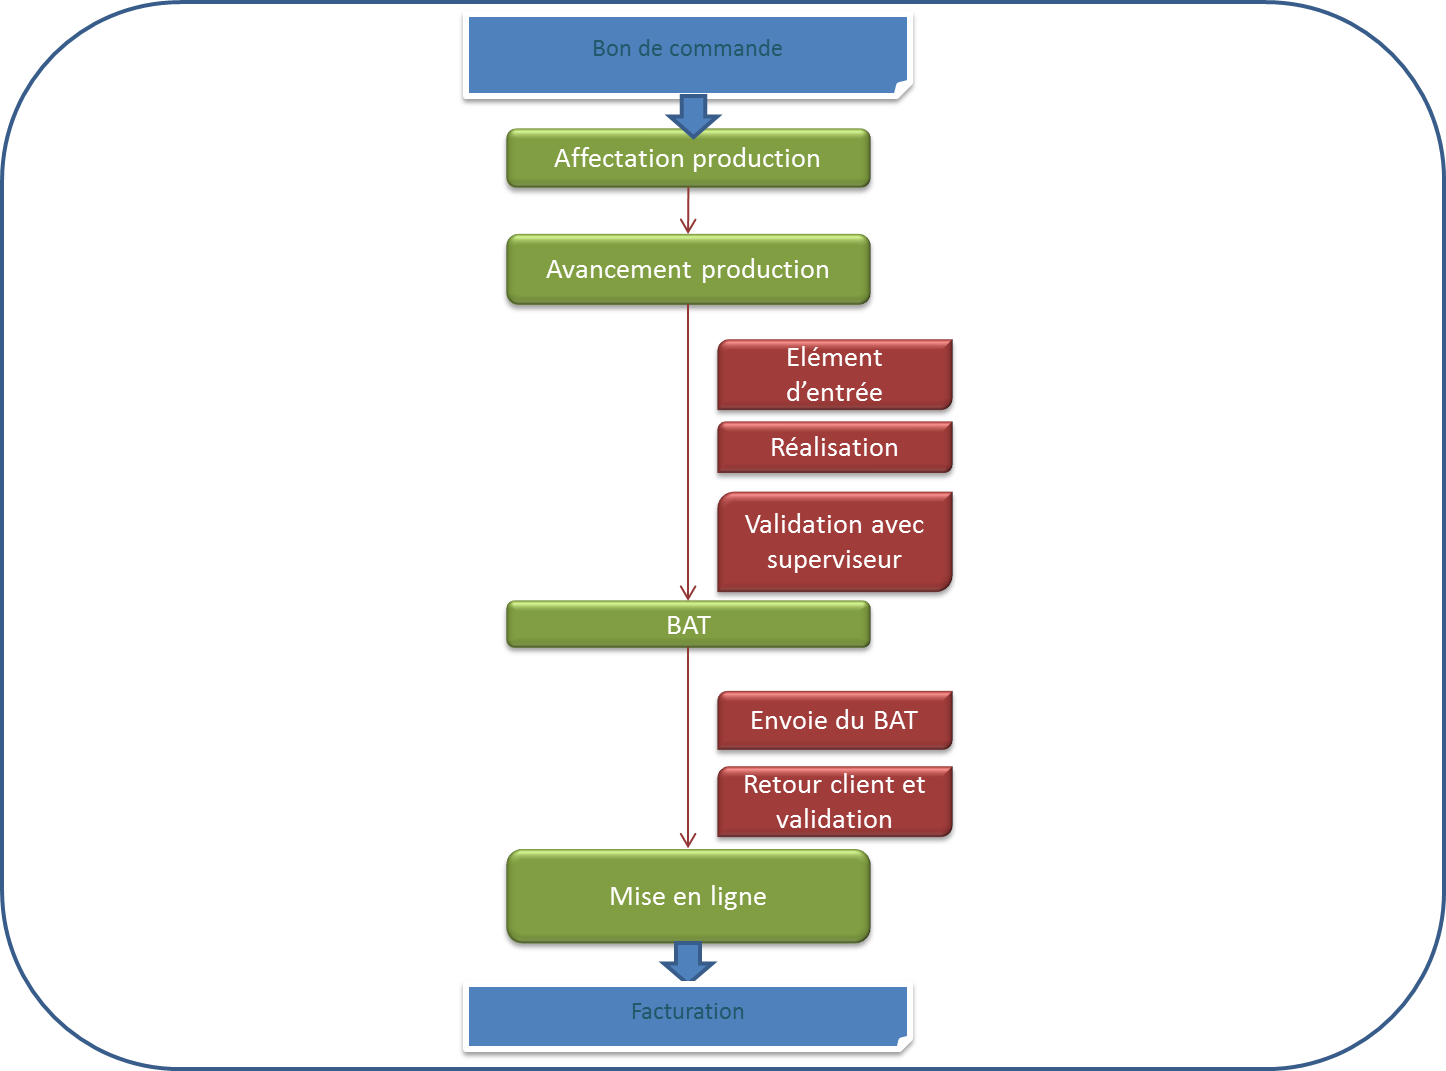 Bon de commande
Affectation production
Avancement production
Elément
d’entrée
Réalisation
Validation avec
superviseur
BAT
Envoie du BAT
Retour client et
validation
Mise en ligne
Facturation